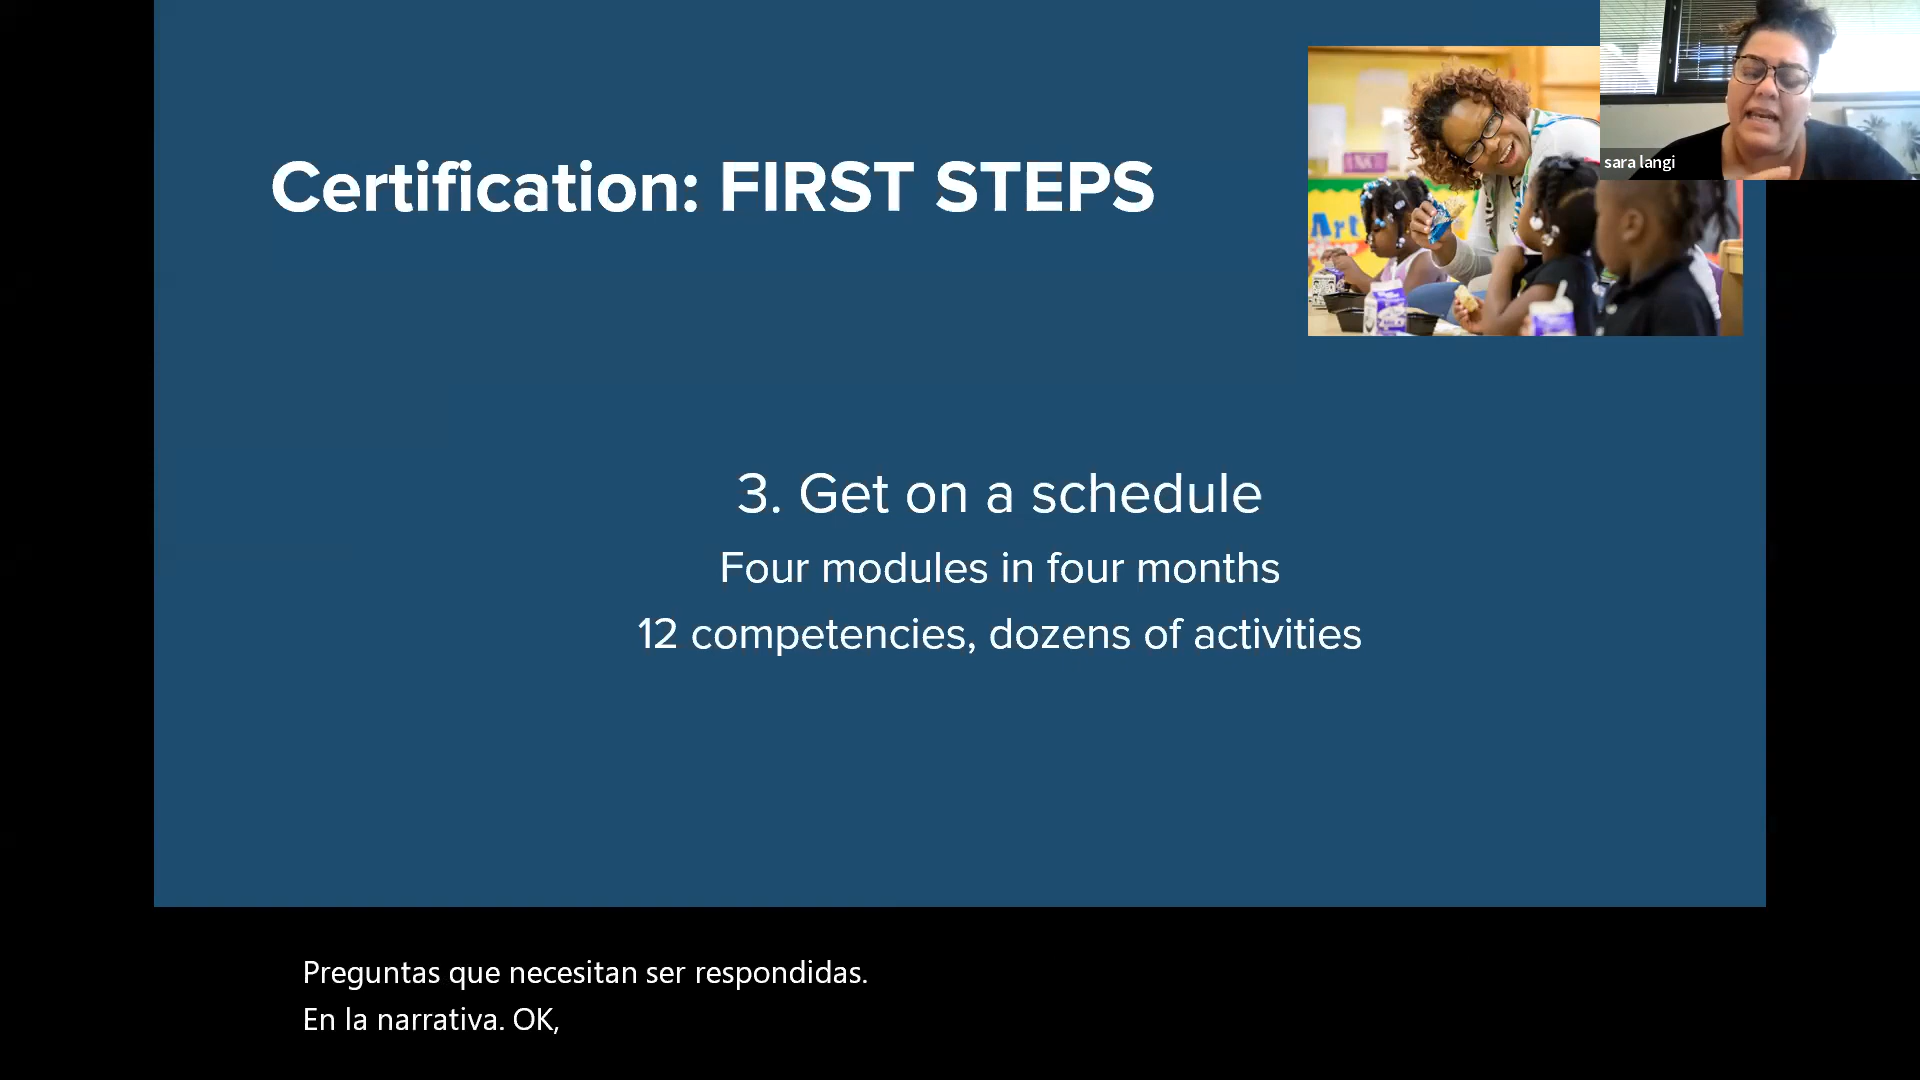 Certification: FIRST STEPS
sara langi
Art
3. Get on a schedule
Four modules in four months
12 competencies, dozens of activities
Preguntas que necesitan ser respondidas.
En la narrativa. OK,